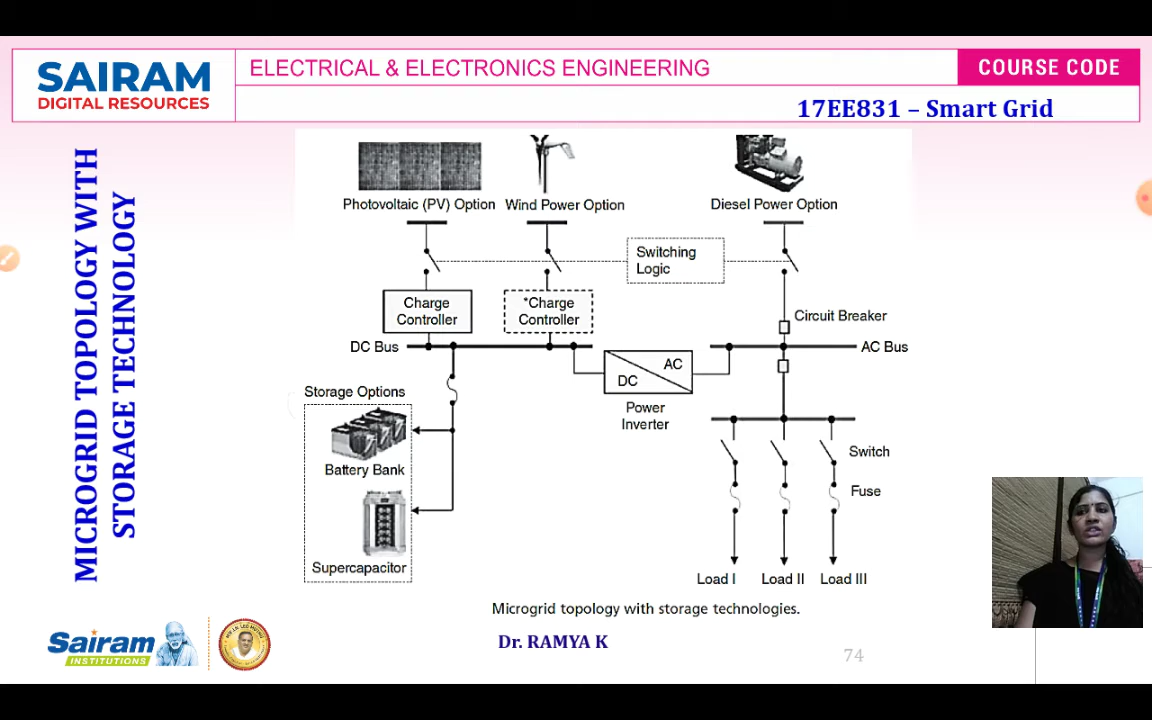 SAIRAM
DIGITAL RESOURCES
ELECTRICAL & ELECTRONICS ENGINEERING
COURSE CODE
17EE831 – Smart Grid
MICROGRID TOPOLOGY WITH
STORAGE TECHNOLOGY
Photovoltaic (PV) Option
Wind Power Option
Diesel Power Option
Switching
Logic
Charge
Controller
*Charge
Controller
Circuit Breaker
DC Bus
AC Bus
AC
DC
Power
Inverter
Storage Options
Battery Bank
Supercapacitor
Switch
Fuse
Load I
Load II
Load III
Microgrid topology with storage technologies.
Dr. RAMYA K
74
Sairam
INSTITUTIONS